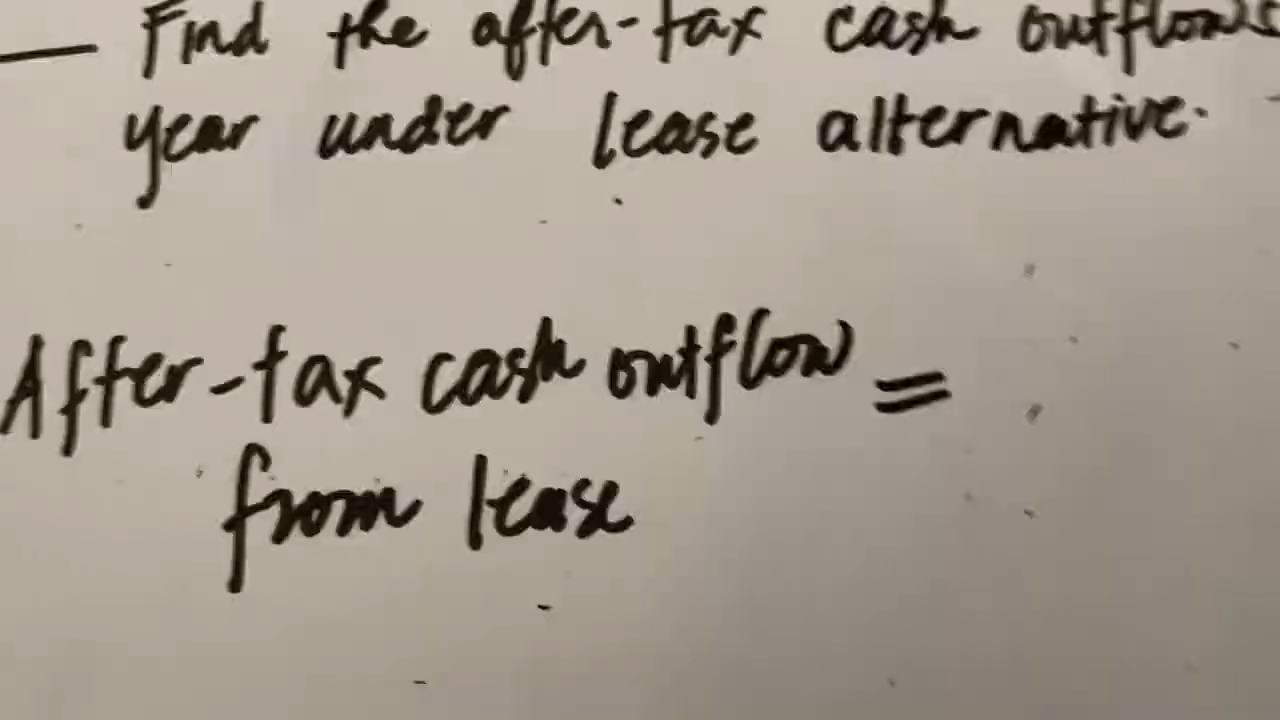 Find the after-tax cash outflows
year under lease alternative.
After-tax cash outflow =
from lease